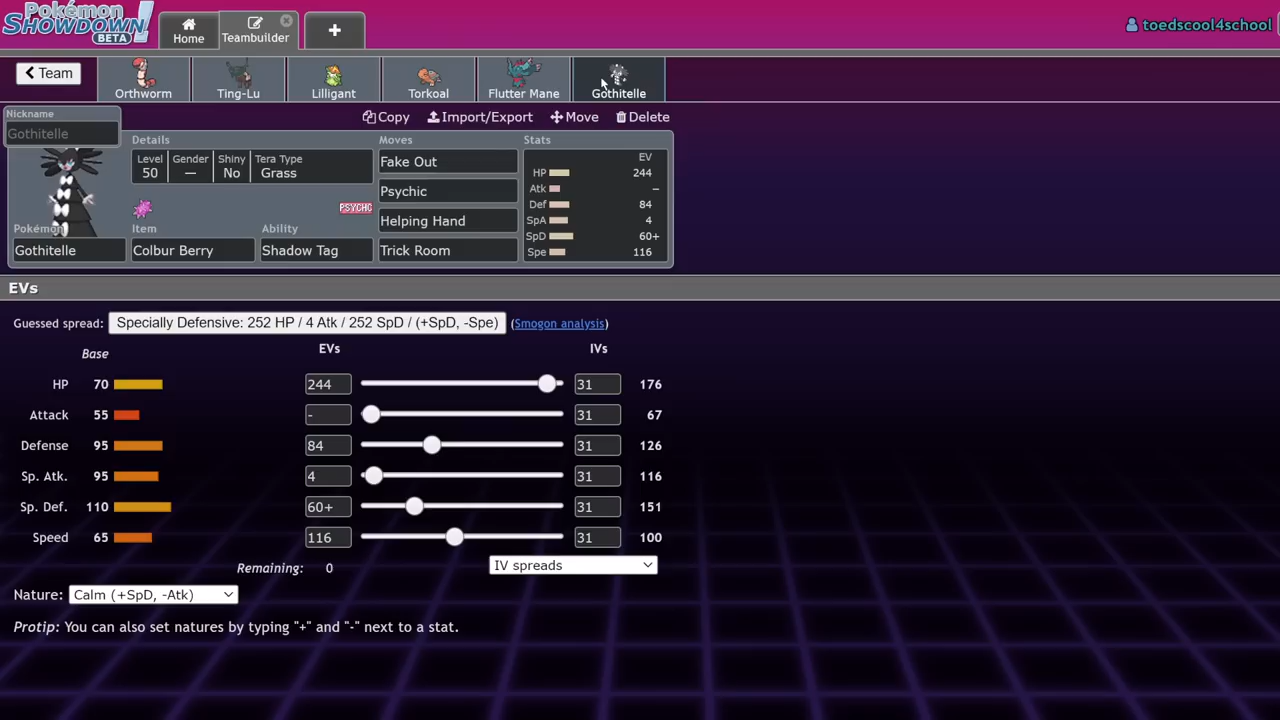 Pokémon
SHOWDOWN!
BETA
Home
Teambuilder
+
toedscool4school
Team
Orthworm
Ting-Lu
Lilligant
Torkoal
Flutter Mane
Gothitelle
Nickname
Gothitelle
Copy
Import/Export
Move
Delete
Details
Level
50
Gender
—
Shiny
No
Tera Type
Grass
PSYCHC
Pokémon
Gothitelle
Item
Colbur Berry
Ability
Shadow Tag
Moves
Fake Out
Psychic
Helping Hand
Trick Room
Stats
EV
HP 244
Atk –
Def 84
SpA 4
SpD 60+
Spe 116
EVs
Guessed spread: Specially Defensive: 252 HP / 4 Atk / 252 SpD / (+SpD, -Spe) (Smogon analysis)
Base EVs IVs
HP 70 244 31 176
Attack 55 - 31 67
Defense 95 84 31 126
Sp. Atk. 95 4 31 116
Sp. Def. 110 60+ 31 151
Speed 65 116 31 100
Remaining: 0 IV spreads
Nature: Calm (+SpD, -Atk)
Protip: You can also set natures by typing "+" and "-" next to a stat.